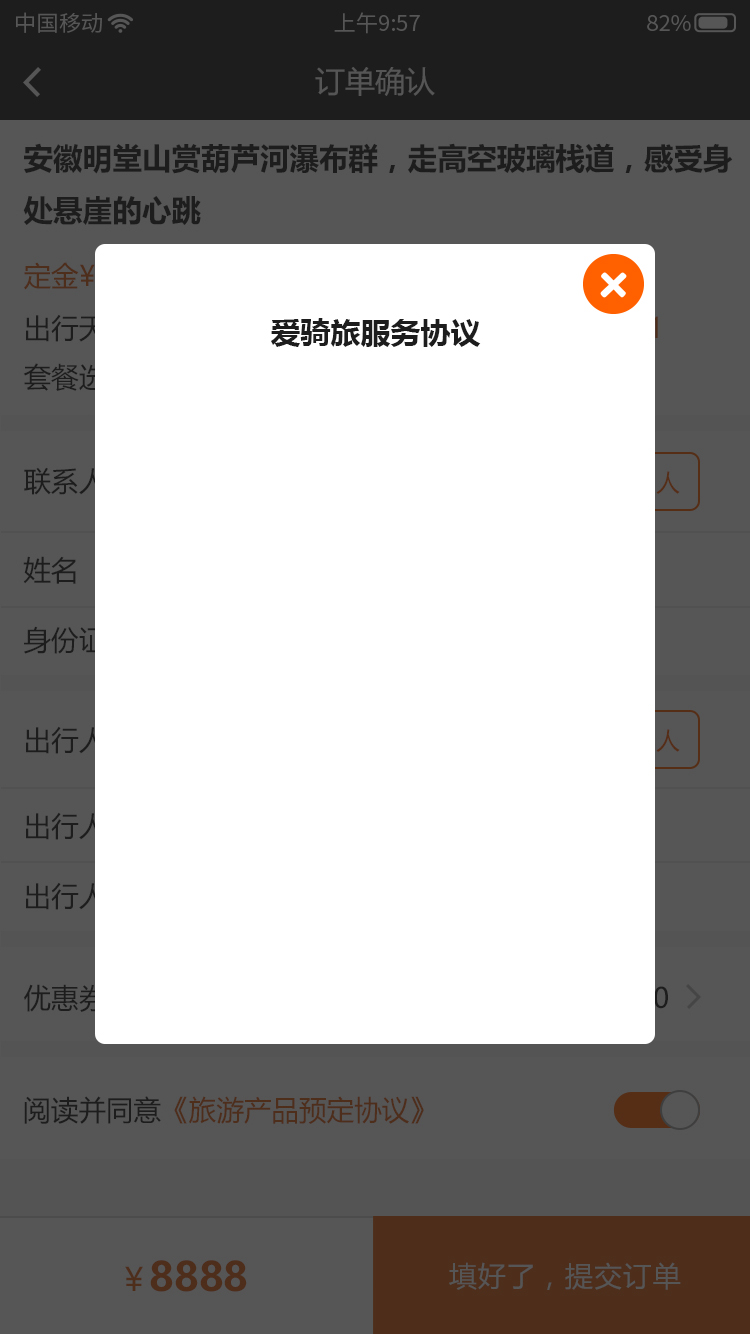 中国移动 上午9:57 82%
订单确认
安徽明堂山赏葫芦河瀑布群，走高空玻璃栈道，感受身
处悬崖的心跳
定金¥
出行
套餐
爱骑旅服务协议
联系人
人
姓名
身份证
出行人
人
出行人
出行人
优惠券
0
阅读并同意《旅游产品预定协议》
¥8888
填好了，提交订单